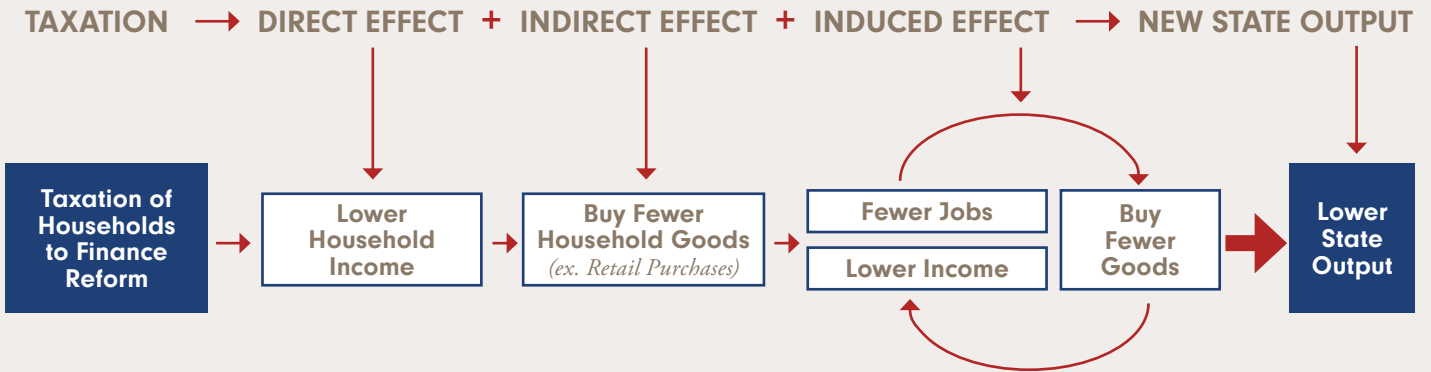 TAXATION → DIRECT EFFECT + INDIRECT EFFECT + INDUCED EFFECT → NEW STATE OUTPUT
Taxation of
Households
to Finance
Reform
Lower
Household
Income
Buy Fewer
Household Goods
(ex. Retail Purchases)
Fewer Jobs
Lower Income
Buy
Fewer
Goods
Lower
State
Output